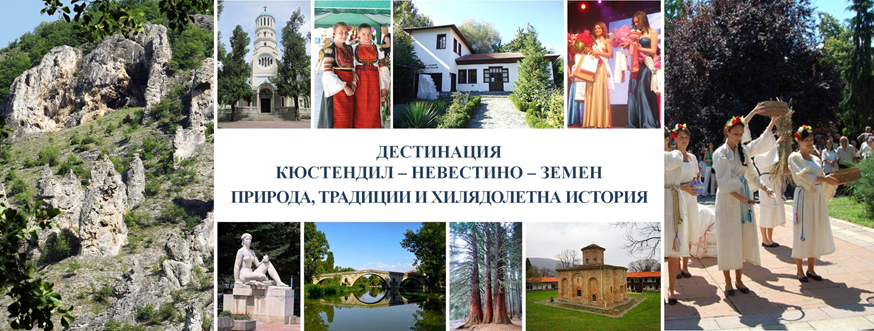 ДЕСТИНАЦИЯ
КЮСТЕНДИЛ – НЕВЕСТИНО – ЗЕМЕН
ПРИРОДА, ТРАДИЦИИ И ХИЛЯДОЛЕТНА ИСТОРИЯ